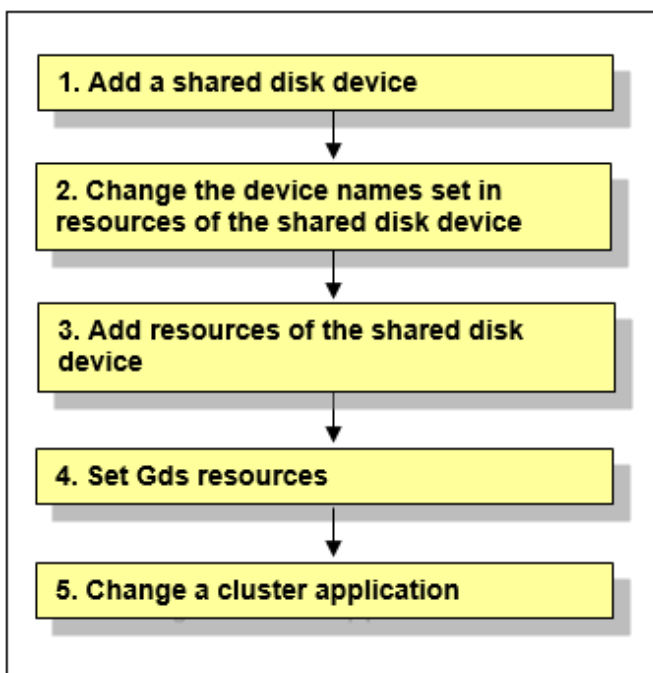 1. Add a shared disk device
2. Change the device names set in
resources of the shared disk device
3. Add resources of the shared disk
device
4. Set Gds resources
5. Change a cluster application